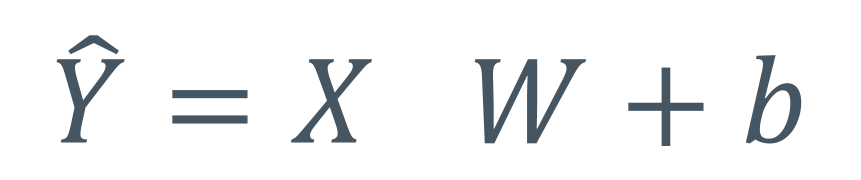 Ŷ = X W + b